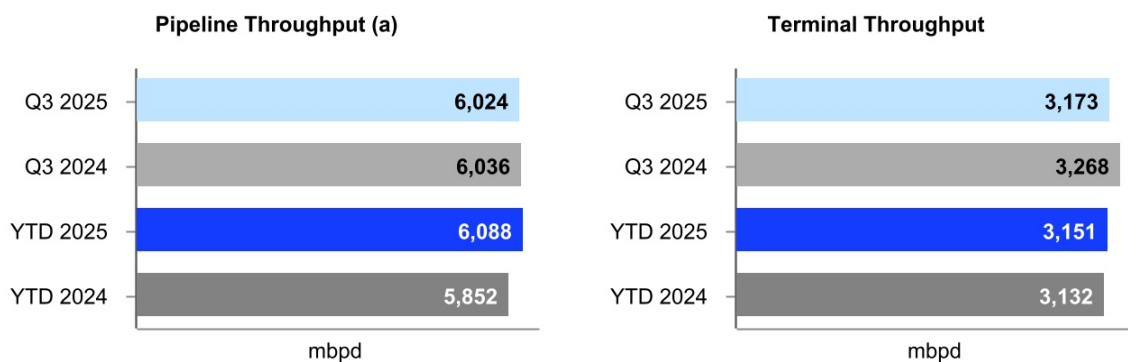 Pipeline Throughput (a)
Q3 2025 6,024
Q3 2024 6,036
YTD 2025 6,088
YTD 2024 5,852
mbpd
Terminal Throughput
Q3 2025 3,173
Q3 2024 3,268
YTD 2025 3,151
YTD 2024 3,132
mbpd